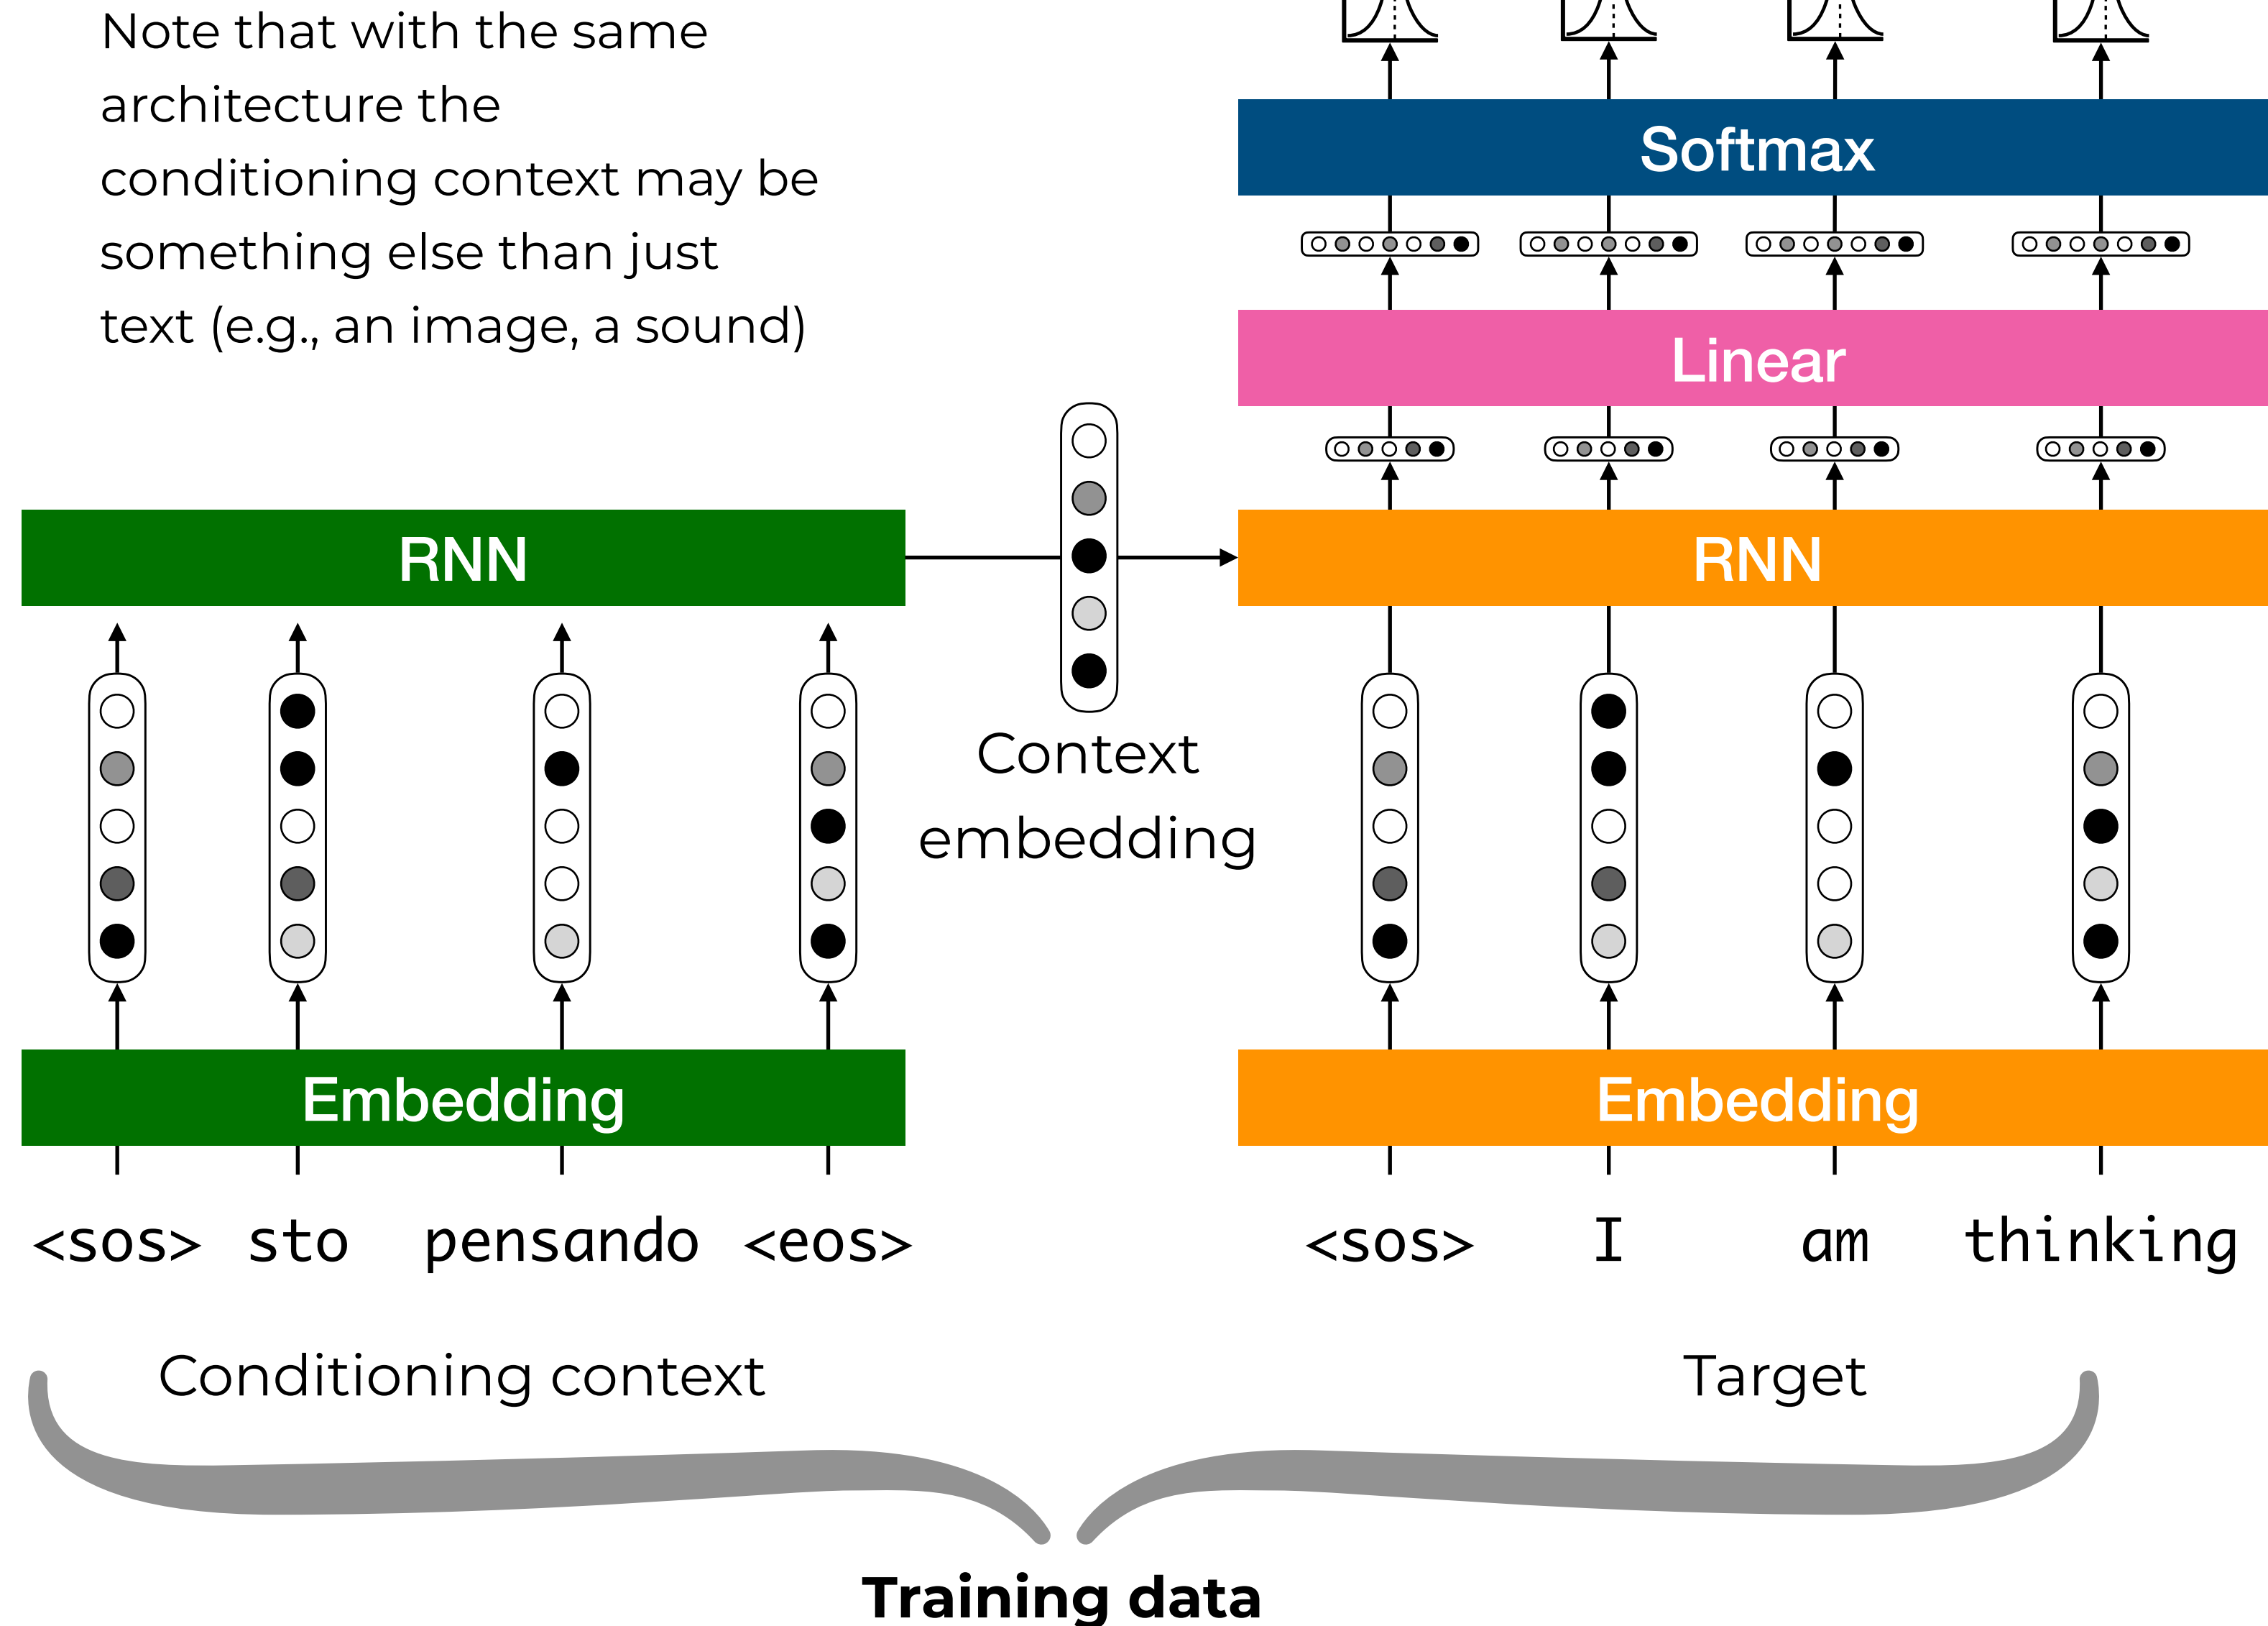 Note that with the same
architecture the
conditioning context may be
something else than just
text (e.g., an image, a sound)
Softmax
Linear
RNN
RNN
Context
embedding
Embedding
Embedding
<sos> sto pensando <eos>
<sos> I am thinking
Conditioning context
Target
Training data